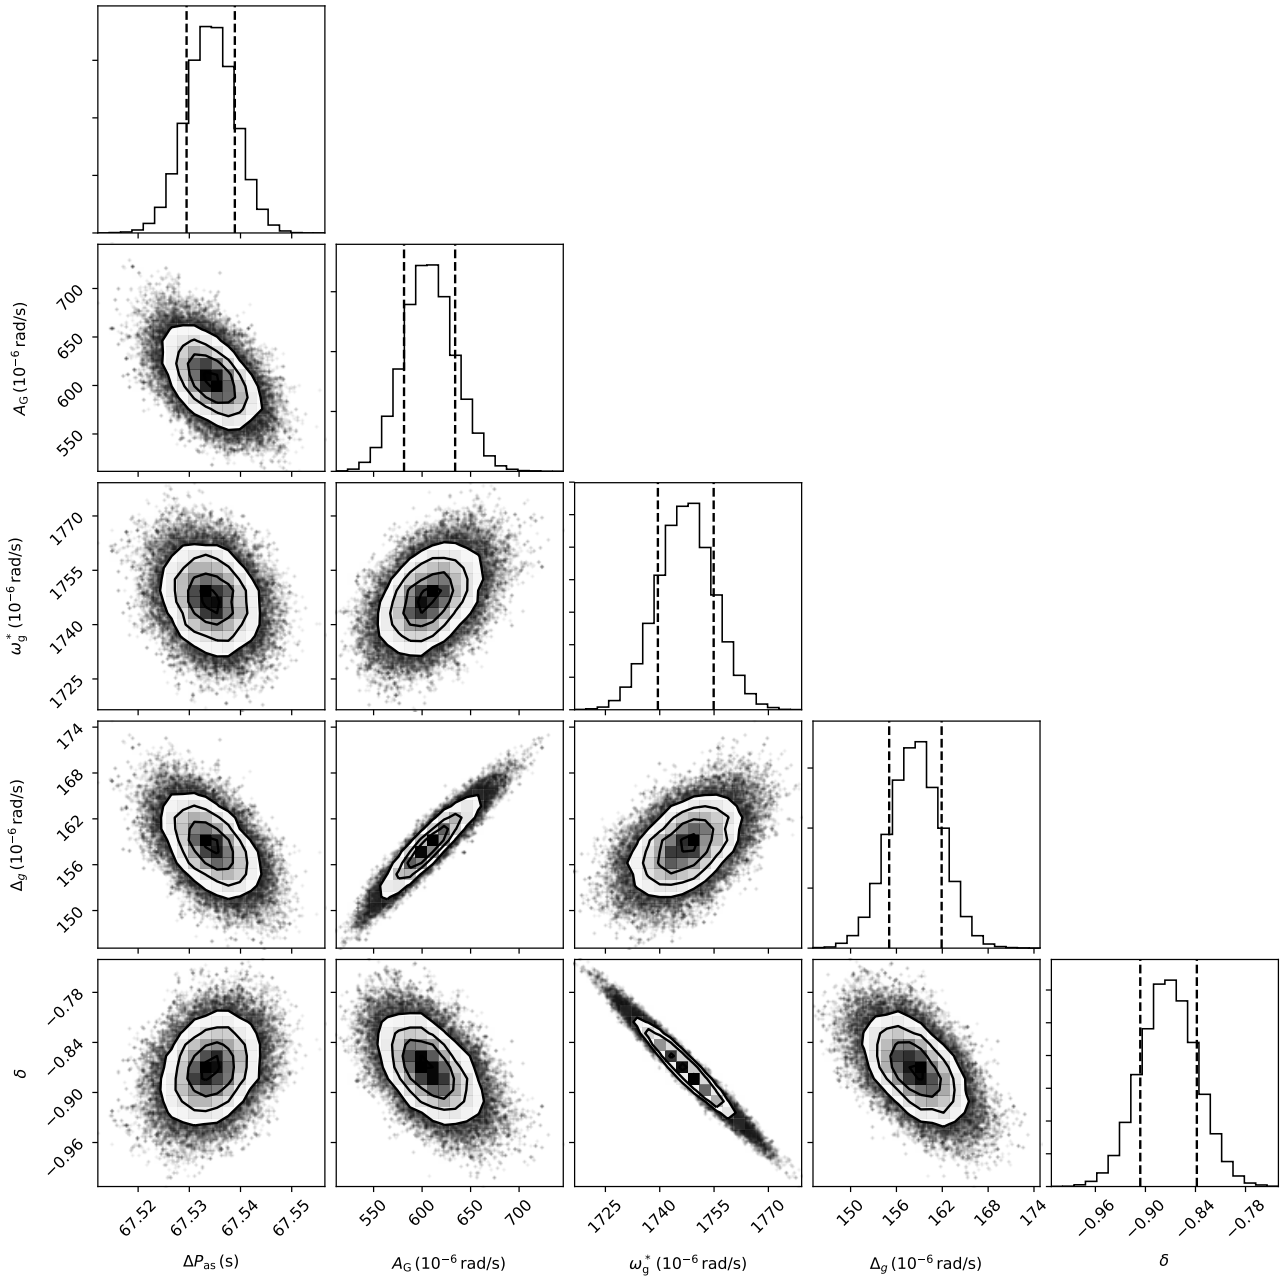 700
650
600
550
A_G (10^−6 rad/s)
1770
1755
1740
1725
ω_g^* (10^−6 rad/s)
174
168
162
156
150
Δ_g (10^−6 rad/s)
−0.78
−0.84
−0.90
−0.96
δ
67.52 67.53 67.54 67.55 550 600 650 700 1725 1740 1755 1770 150 156 162 168 174 −0.96 −0.90 −0.84 −0.78
ΔP_as (s) A_G (10^−6 rad/s) ω_g^* (10^−6 rad/s) Δ_g (10^−6 rad/s) δ